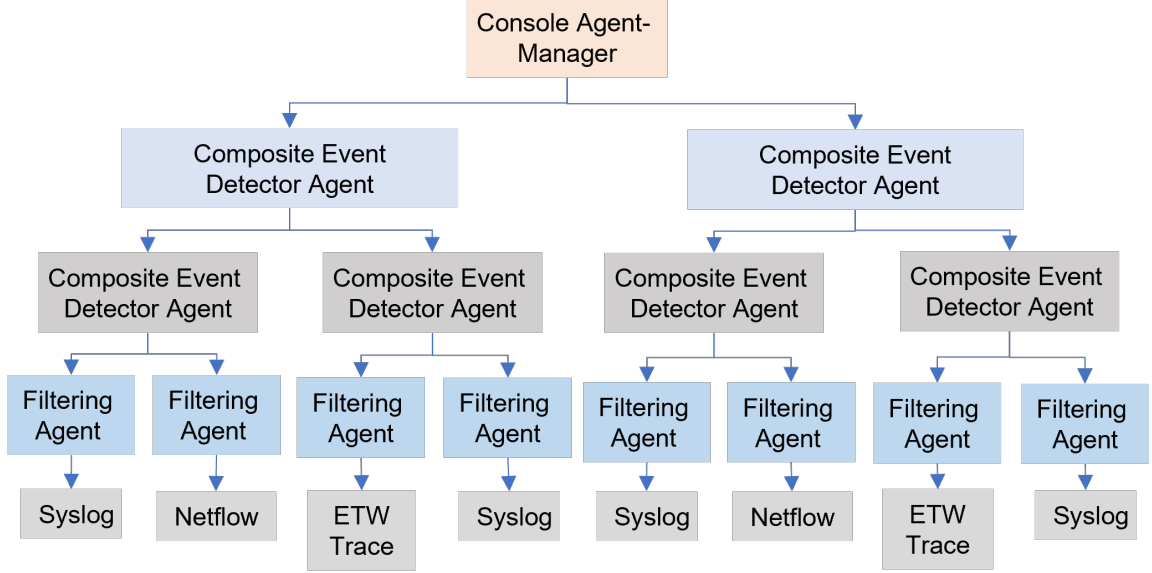 Console Agent-
Manager
Composite Event
Detector Agent
Composite Event
Detector Agent
Composite Event
Detector Agent
Composite Event
Detector Agent
Composite Event
Detector Agent
Composite Event
Detector Agent
Filtering
Agent
Filtering
Agent
Filtering
Agent
Filtering
Agent
Filtering
Agent
Filtering
Agent
Filtering
Agent
Filtering
Agent
Syslog
Netflow
ETW
Trace
Syslog
Syslog
Netflow
ETW
Trace
Syslog